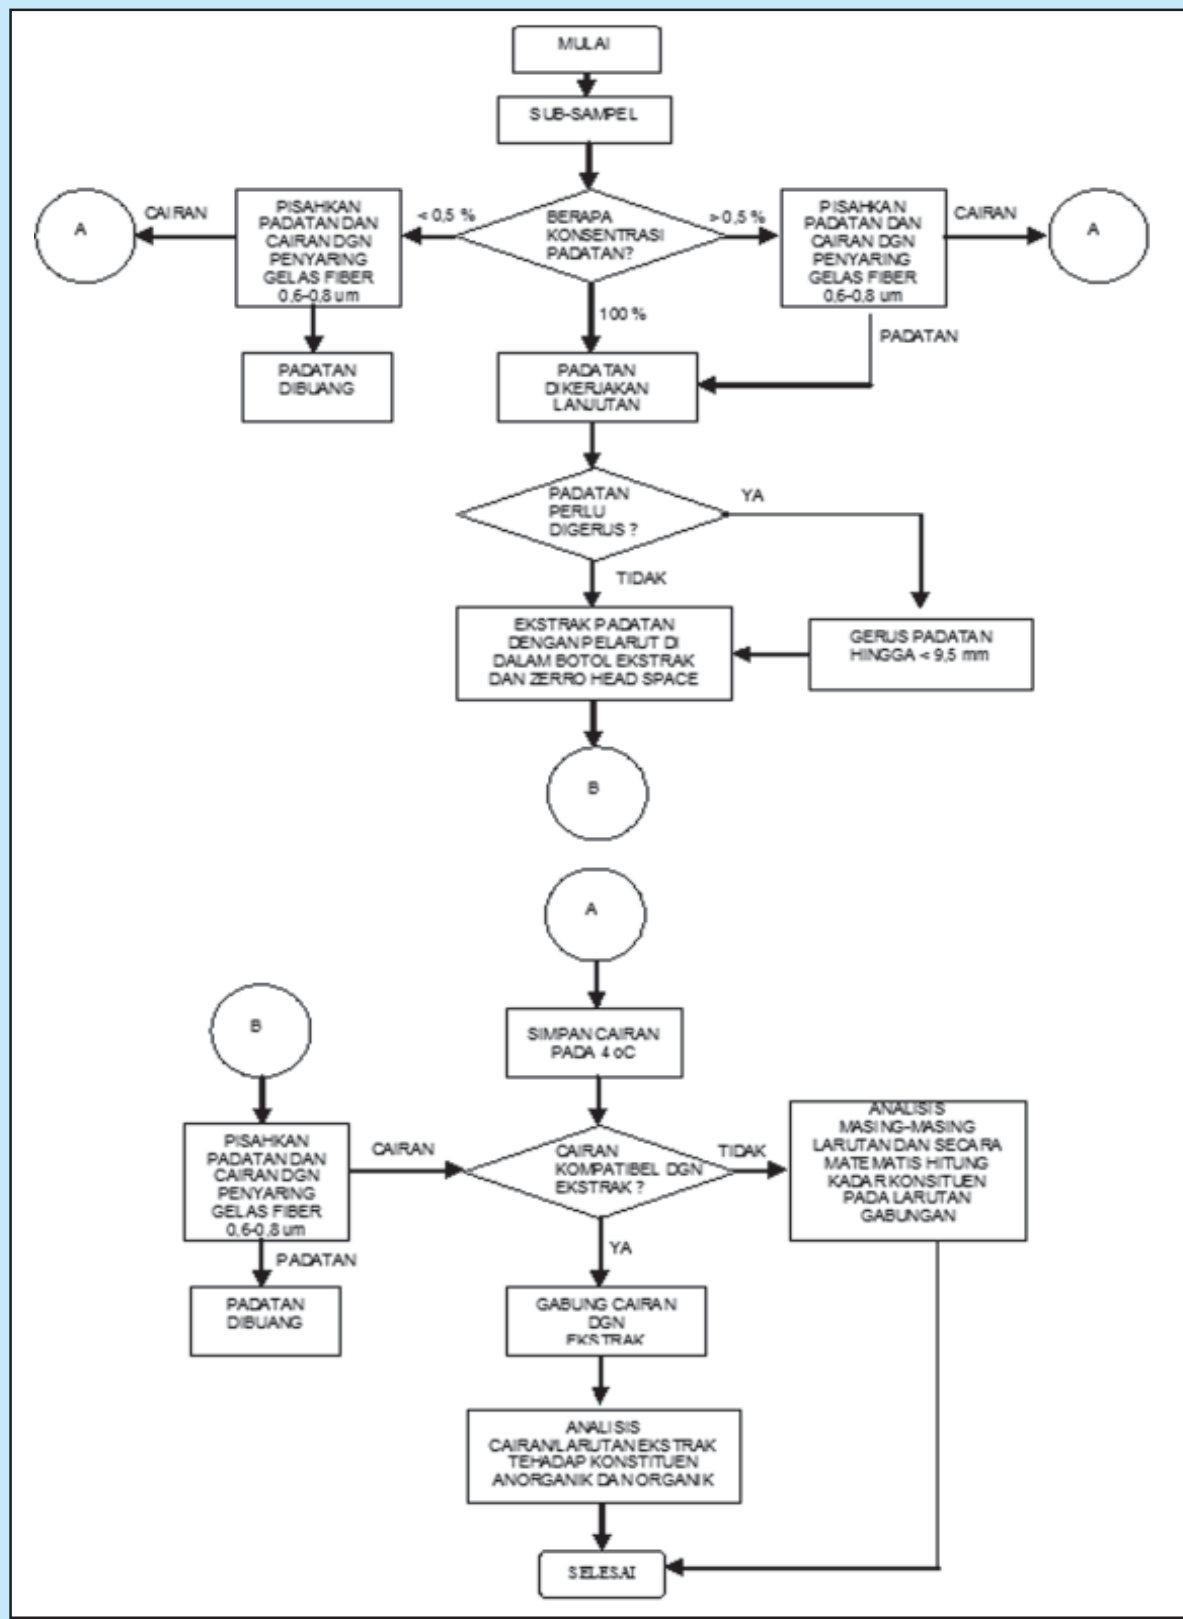 MULAI
SUB-SAMPEL
A
CAIRAN
PISAHKAN
PADATAN DAN
CAIRAN DGN
PENYARING
GELAS FIBER
0,6-0,8 um
< 0,5 %
BERAPA
KONSENTRASI
PADATAN?
> 0,5 %
PISAHKAN
PADATAN DAN
CAIRAN DGN
PENYARING
GELAS FIBER
0,6-0,8 um
CAIRAN
A
100 %
PADATAN
PADATAN
DIBUANG
PADATAN
DIKERJAKAN
LANJUTAN
PADATAN
PERLU
DIGERUS ?
YA
TIDAK
EKSTRAK PADATAN
DENGAN PELARUT DI
DALAM BOTOL EKSTRAK
DAN ZERRO HEAD SPACE
GERUS PADATAN
HINGGA < 9,5 mm
B
A
B
SIMPAN CAIRAN
PADA 4 oC
PISAHKAN
PADATAN DAN
CAIRAN DGN
PENYARING
GELAS FIBER
0,6-0,8 um
CAIRAN
CAIRAN
KOMPATIBEL DGN
EKSTRAK ?
TIDAK
ANALISIS
MASING-MASING
LARUTAN DAN SECARA
MATEMATIS HITUNG
KADAR KONSITUEN
PADA LARUTAN
GABUNGAN
PADATAN
YA
PADATAN
DIBUANG
GABUNG CAIRAN
DGN
EKSTRAK
ANALISIS
CAIRAN/LARUTAN EKSTRAK
TEHADAP KONSTITUEN
ANORGANIK DAN ORGANIK
SELESAI